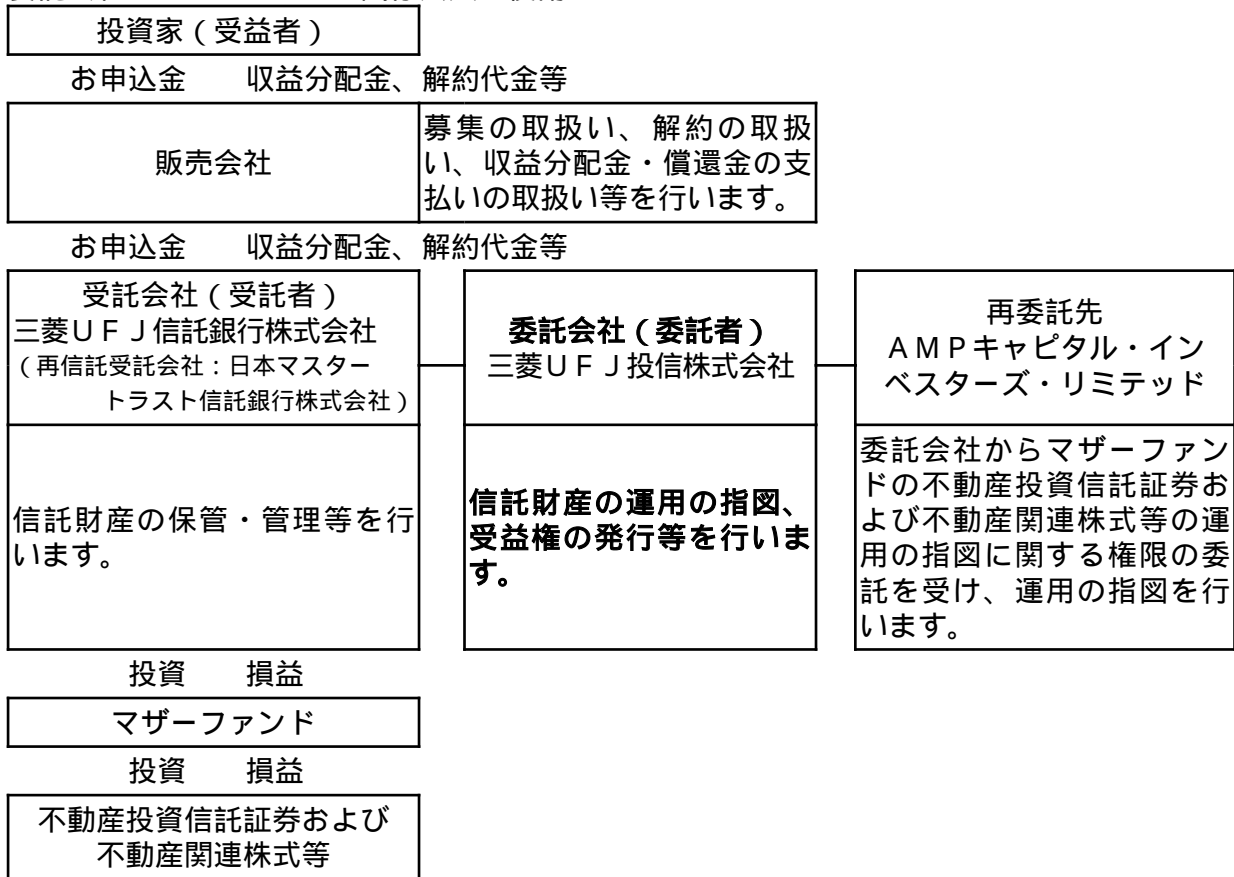 投資家（受益者）
お申込金　収益分配金、解約代金等
販売会社
募集の取扱い、解約の取扱
い、収益分配金・償還金の支
払いの取扱い等を行います。
お申込金　収益分配金、解約代金等
受託会社（受託者）
三菱ＵＦＪ信託銀行株式会社
（再信託受託会社：日本マスター
トラスト信託銀行株式会社）
委託会社（委託者）
三菱ＵＦＪ投信株式会社
再委託先
ＡＭＰキャピタル・イン
ベスターズ・リミテッド
信託財産の保管・管理等を行
います。
信託財産の運用の指図、
受益権の発行等を行いま
す。
委託会社からマザーファン
ドの不動産投資信託証券お
よび不動産関連株式等の運
用の指図に関する権限の委
託を受け、運用の指図を行
います。
投資　損益
マザーファンド
投資　損益
不動産投資信託証券および
不動産関連株式等